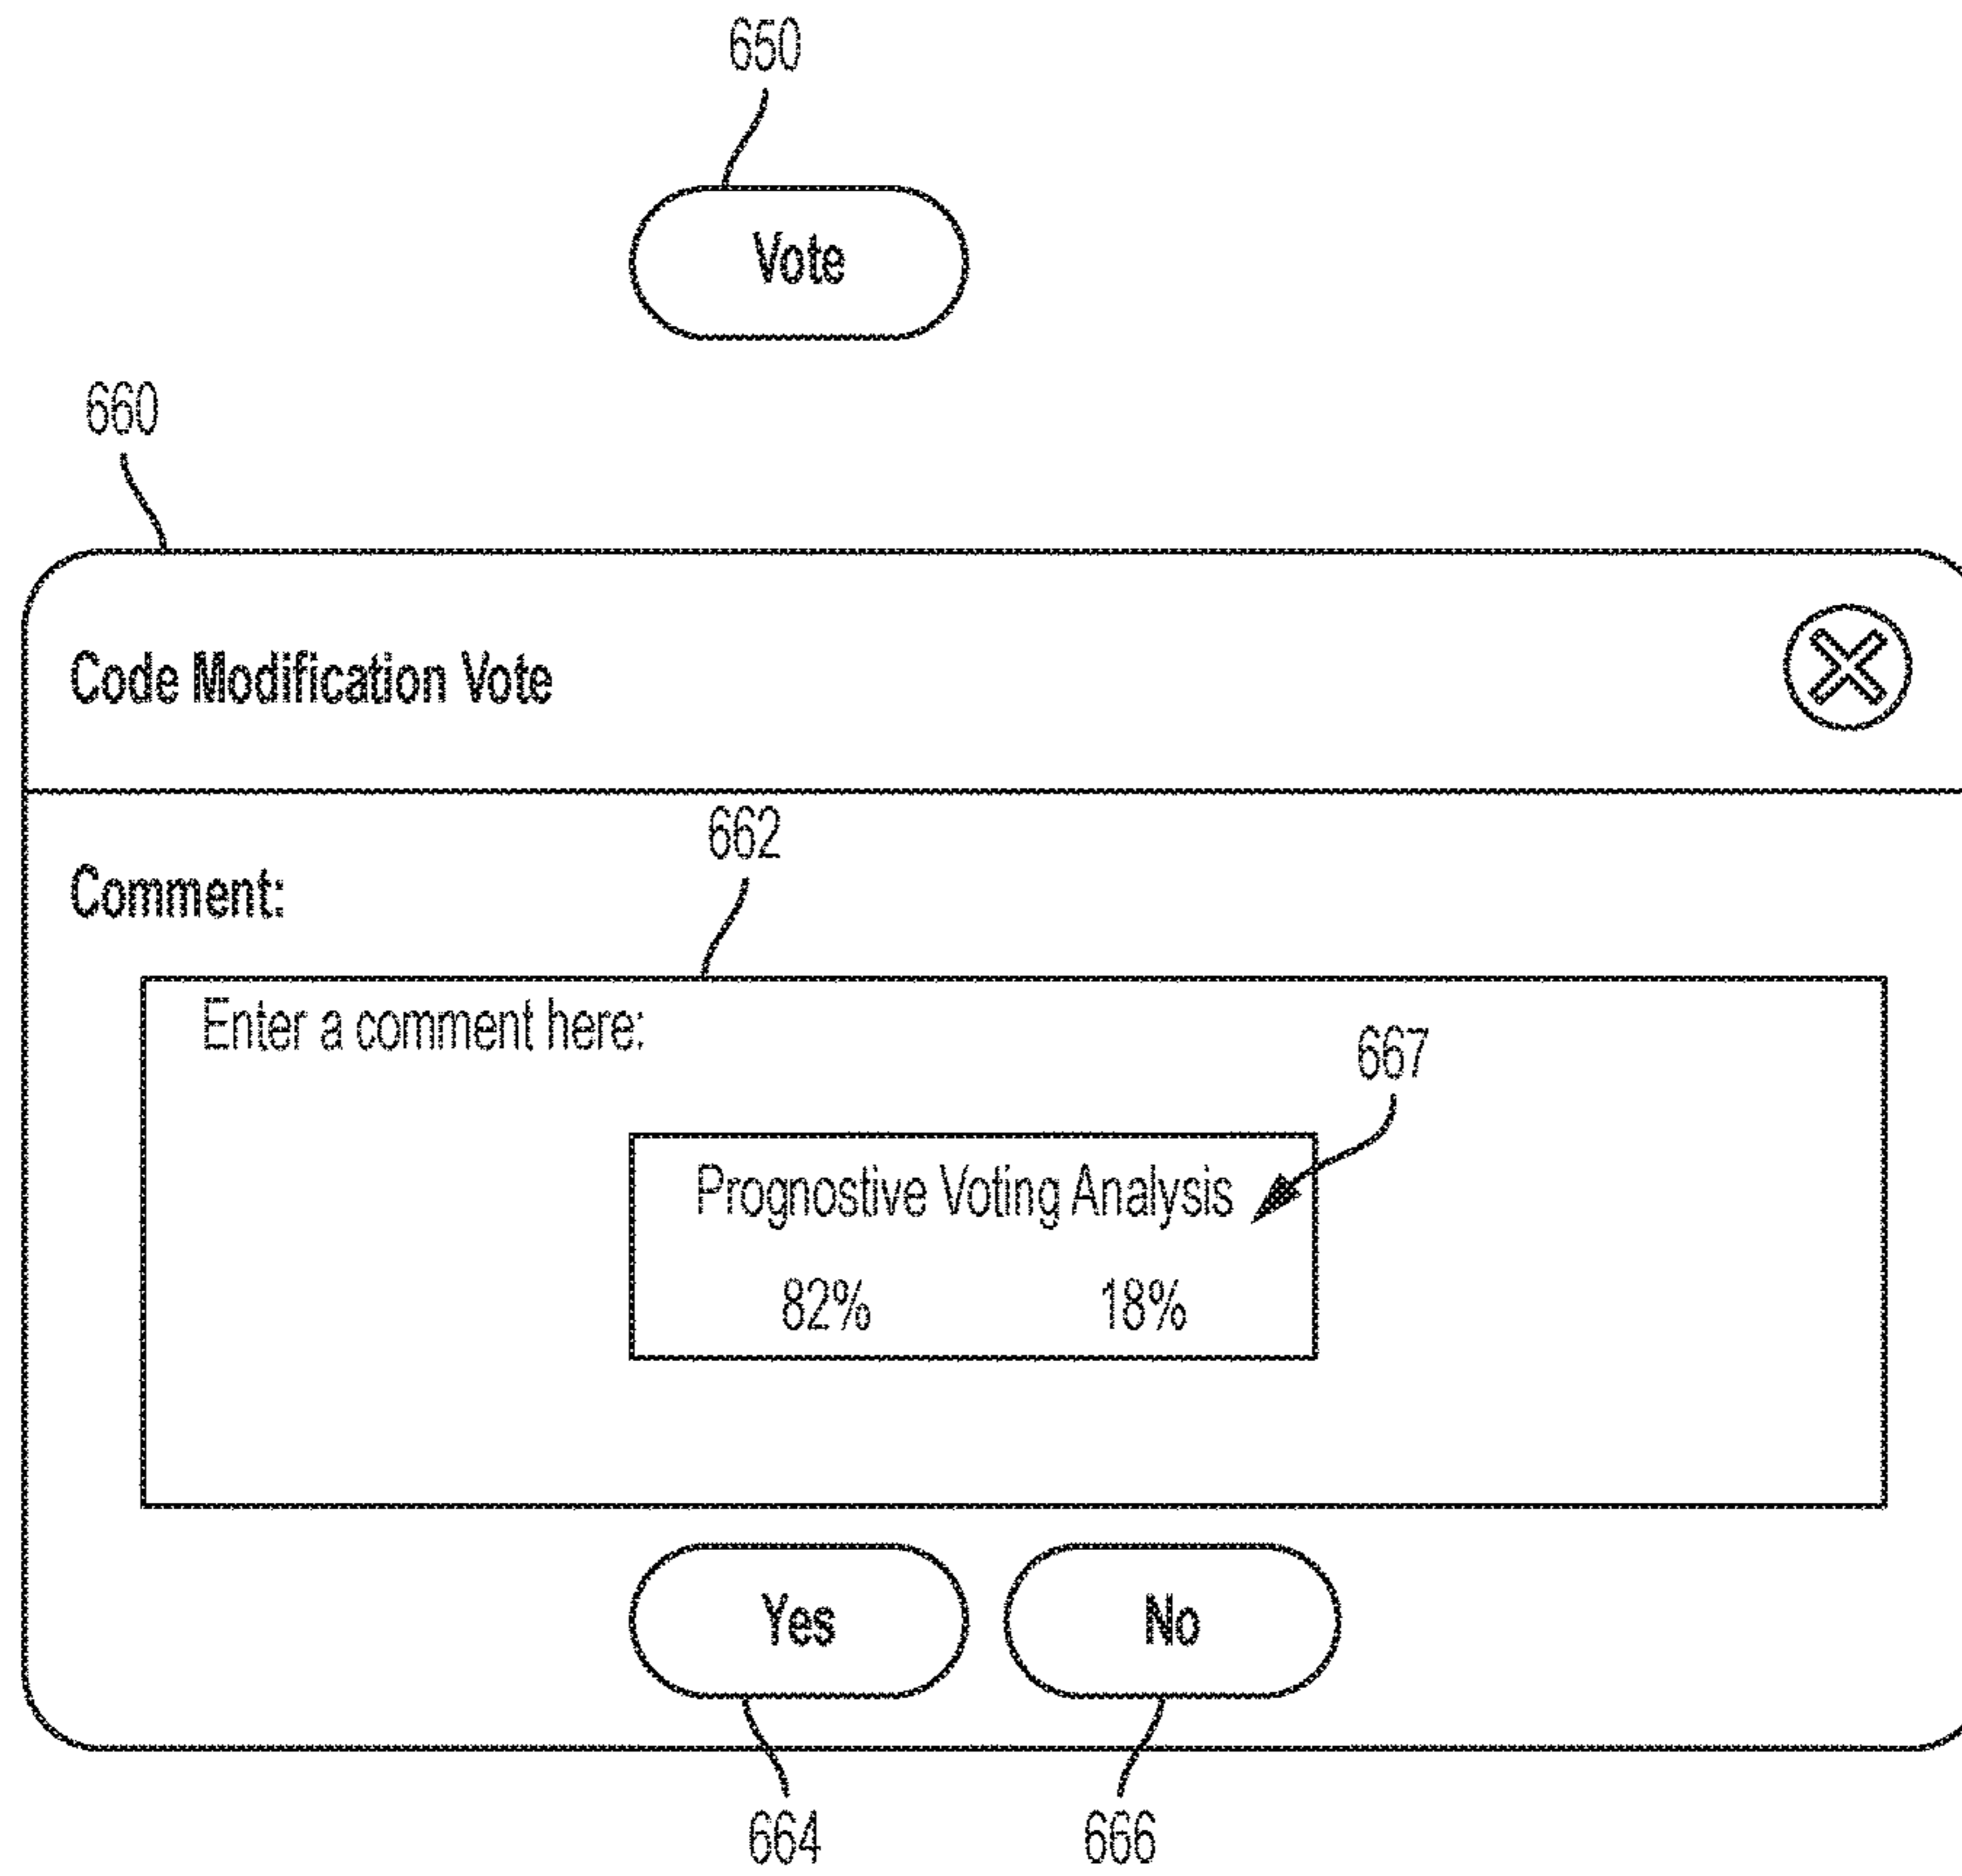 650
Vote
660
Code Modification Vote
662
Comment:
Enter a comment here:
667
Prognostive Voting Analysis
82% 18%
Yes No
664 666